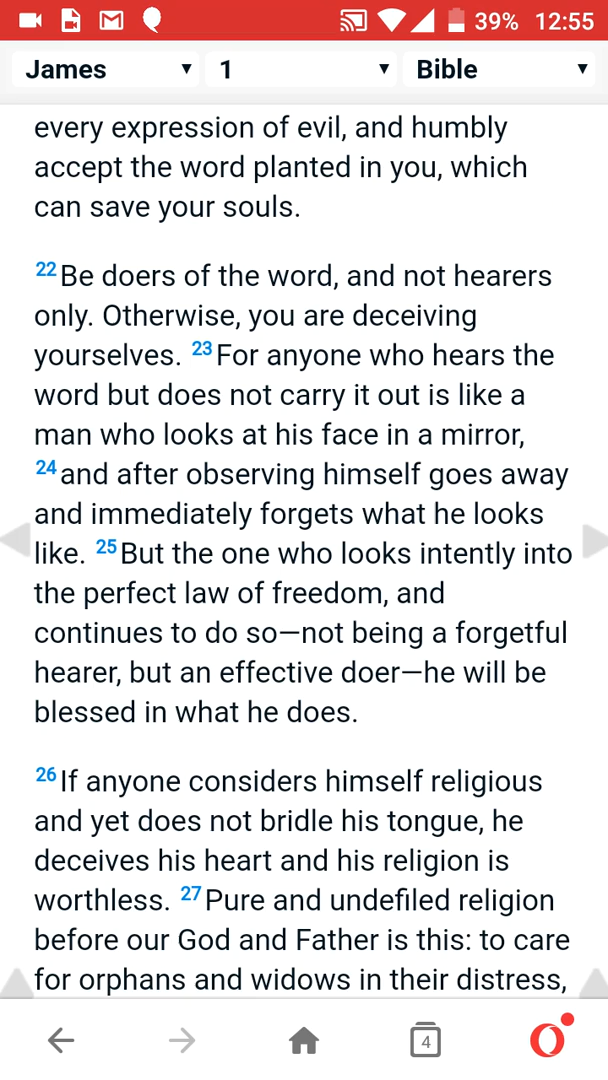 39% 12:55
James ▼ 1 ▼ Bible ▼
every expression of evil, and humbly
accept the word planted in you, which
can save your souls.
22 Be doers of the word, and not hearers
only. Otherwise, you are deceiving
yourselves. 23 For anyone who hears the
word but does not carry it out is like a
man who looks at his face in a mirror,
24 and after observing himself goes away
and immediately forgets what he looks
like. 25 But the one who looks intently into
the perfect law of freedom, and
continues to do so—not being a forgetful
hearer, but an effective doer—he will be
blessed in what he does.
26 If anyone considers himself religious
and yet does not bridle his tongue, he
deceives his heart and his religion is
worthless. 27 Pure and undefiled religion
before our God and Father is this: to care
for orphans and widows in their distress,
4